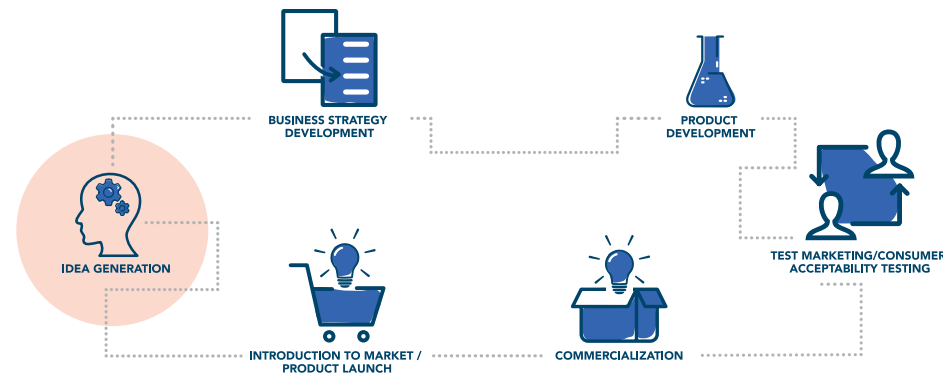 BUSINESS STRATEGY
DEVELOPMENT
PRODUCT
DEVELOPMENT
IDEA GENERATION
TEST MARKETING/CONSUMER
ACCEPTABILITY TESTING
INTRODUCTION TO MARKET /
PRODUCT LAUNCH
COMMERCIALIZATION